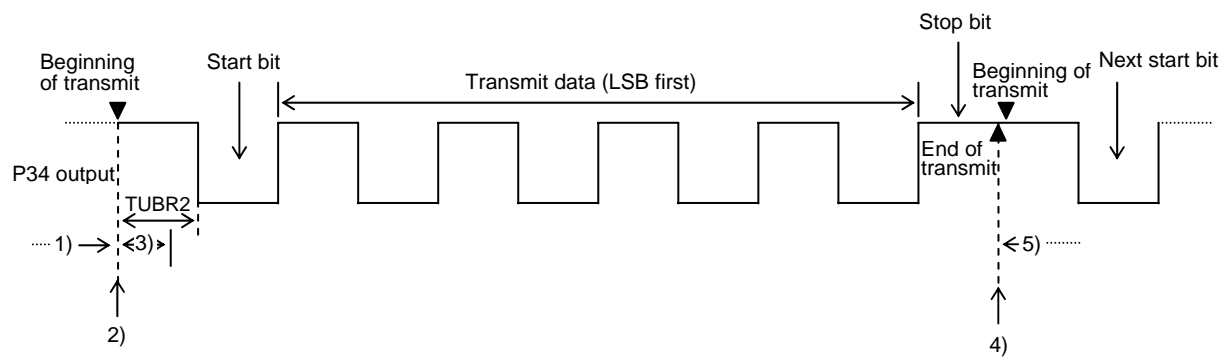 Stop bit
Beginning
of transmit
Start bit
Transmit data (LSB first)
Beginning of
transmit
Next start bit
P34 output
End of
transmit
TUBR2
1)
3)
5)
2)
4)